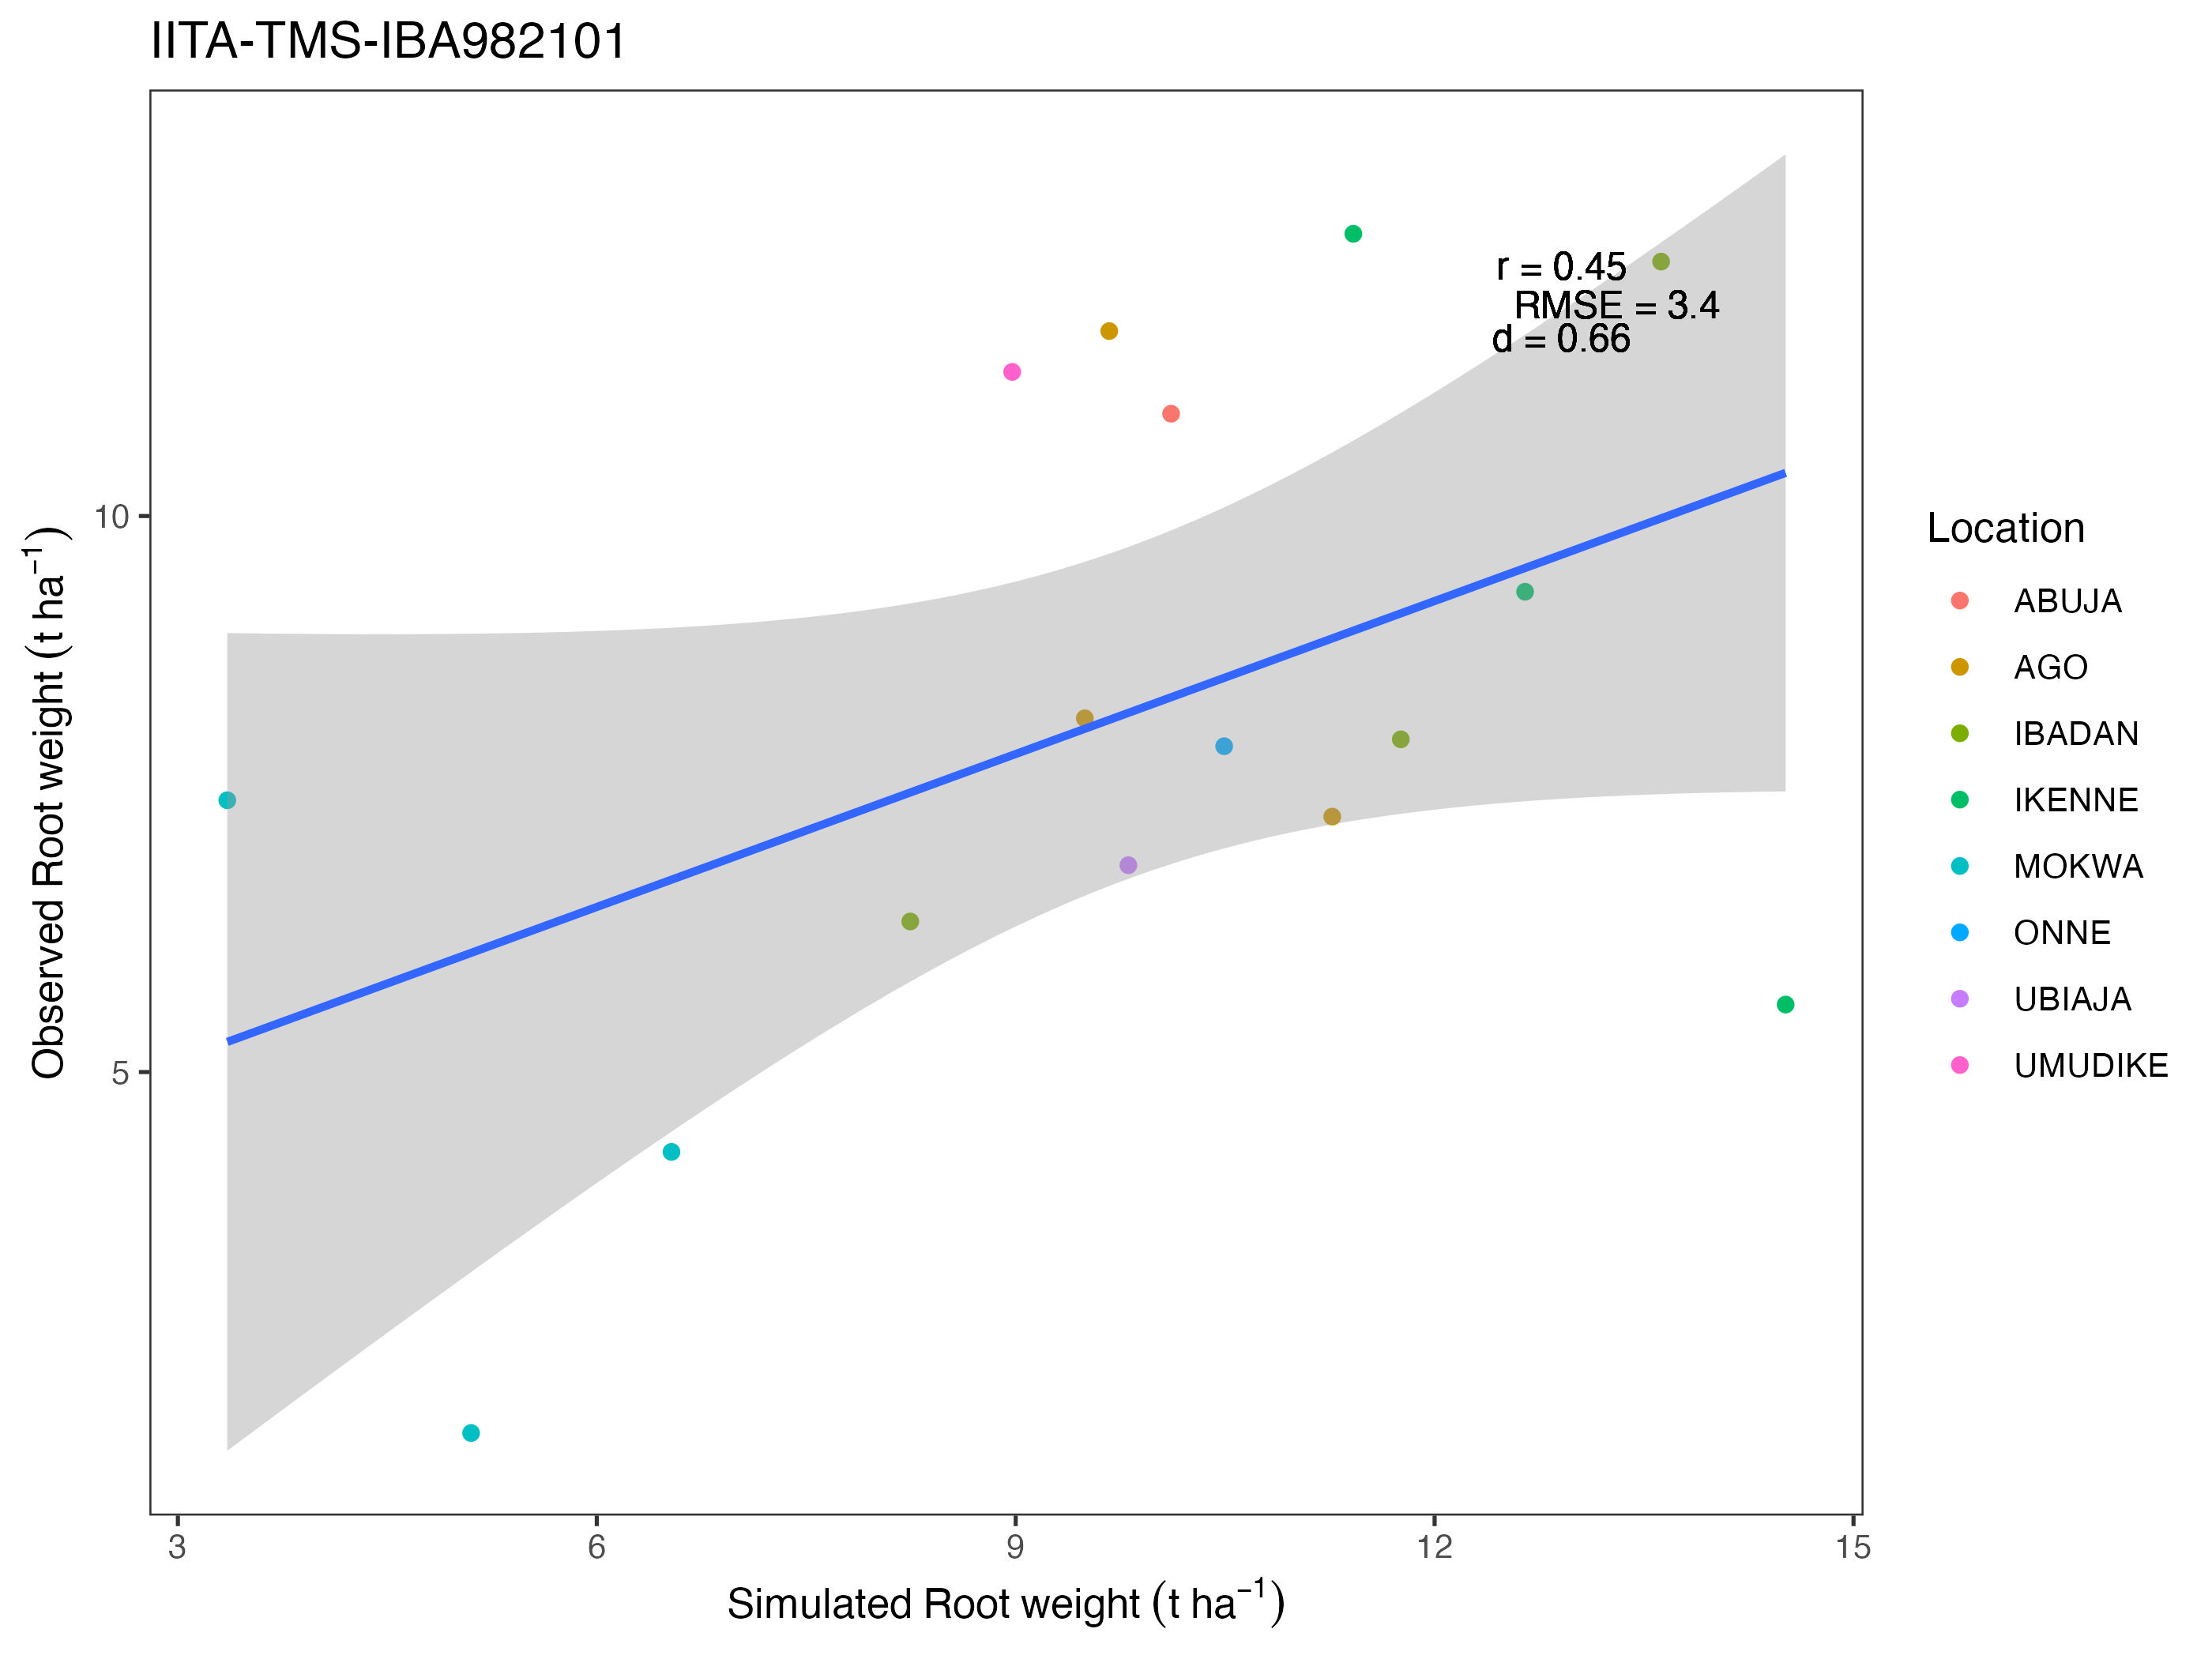 IITA-TMS-IBA982101
r = 0.45
RMSE = 3.4
d = 0.66
Observed Root weight (t ha⁻¹)
10
5
3 6 9 12 15
Simulated Root weight (t ha⁻¹)
Location
ABUJA
AGO
IBADAN
IKENNE
MOKWA
ONNE
UBIAJA
UMUDIKE